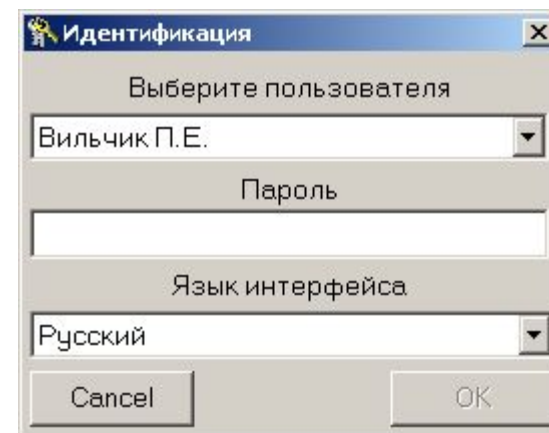 Идентификация
Выберите пользователя
Вильчик П.Е.
Пароль
Язык интерфейса
Русский
Cancel OK